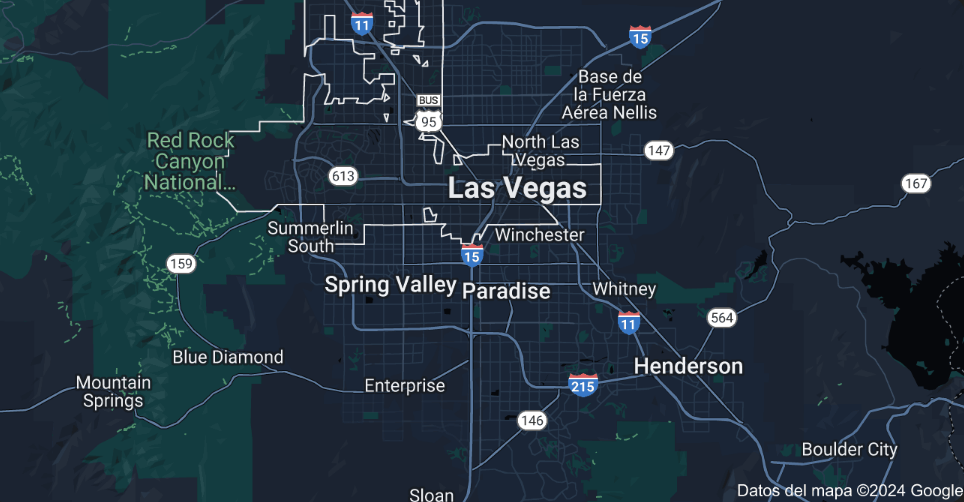 11
15
Base de
la Fuerza
Aérea Nellis
BUS
95
Red Rock
Canyon
National...
North Las
Vegas
147
613
167
Las Vegas
Summerlin
South
Winchester
15
159
Spring Valley
Paradise
Whitney
564
11
Blue Diamond
Henderson
Mountain
Springs
Enterprise
215
146
Boulder City
Sloan
Datos del mapa ©2024 Google